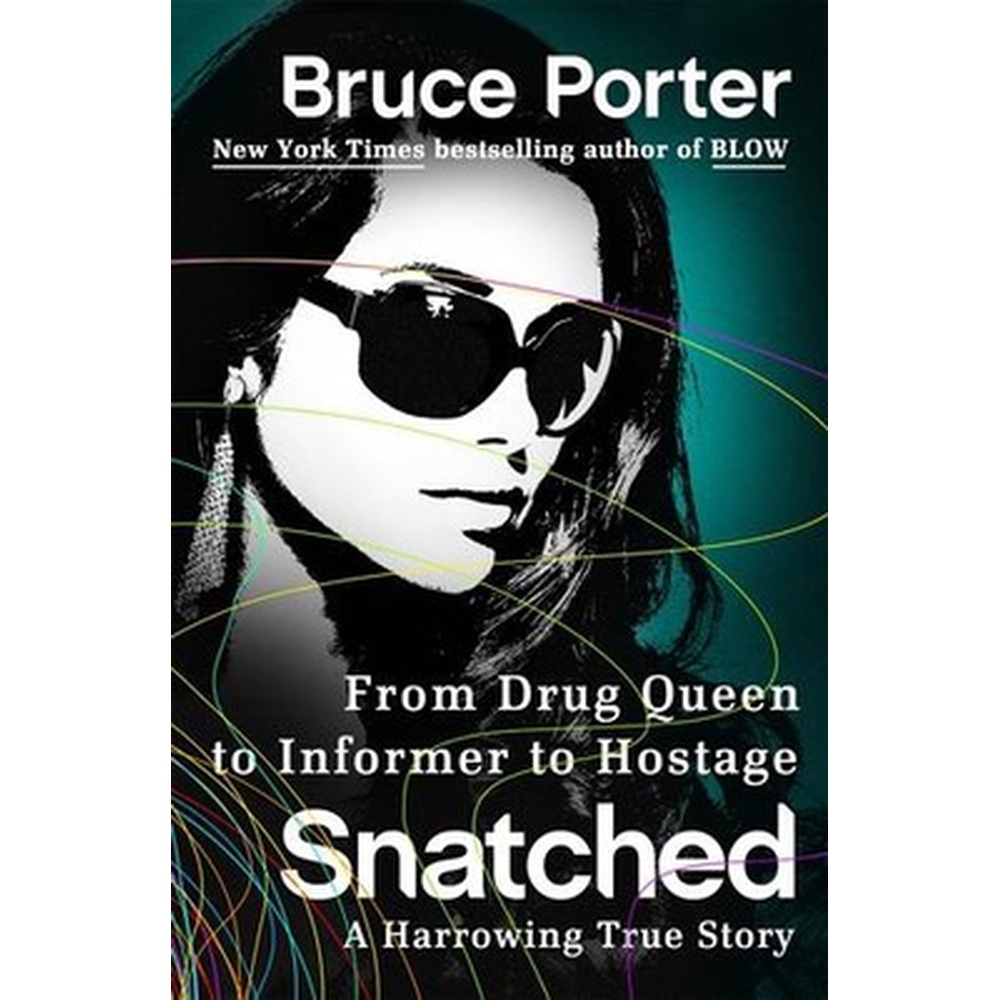 Bruce Porter
New York Times bestselling author of BLOW
From Drug Queen
to Informer to Hostage
Snatched
A Harrowing True Story